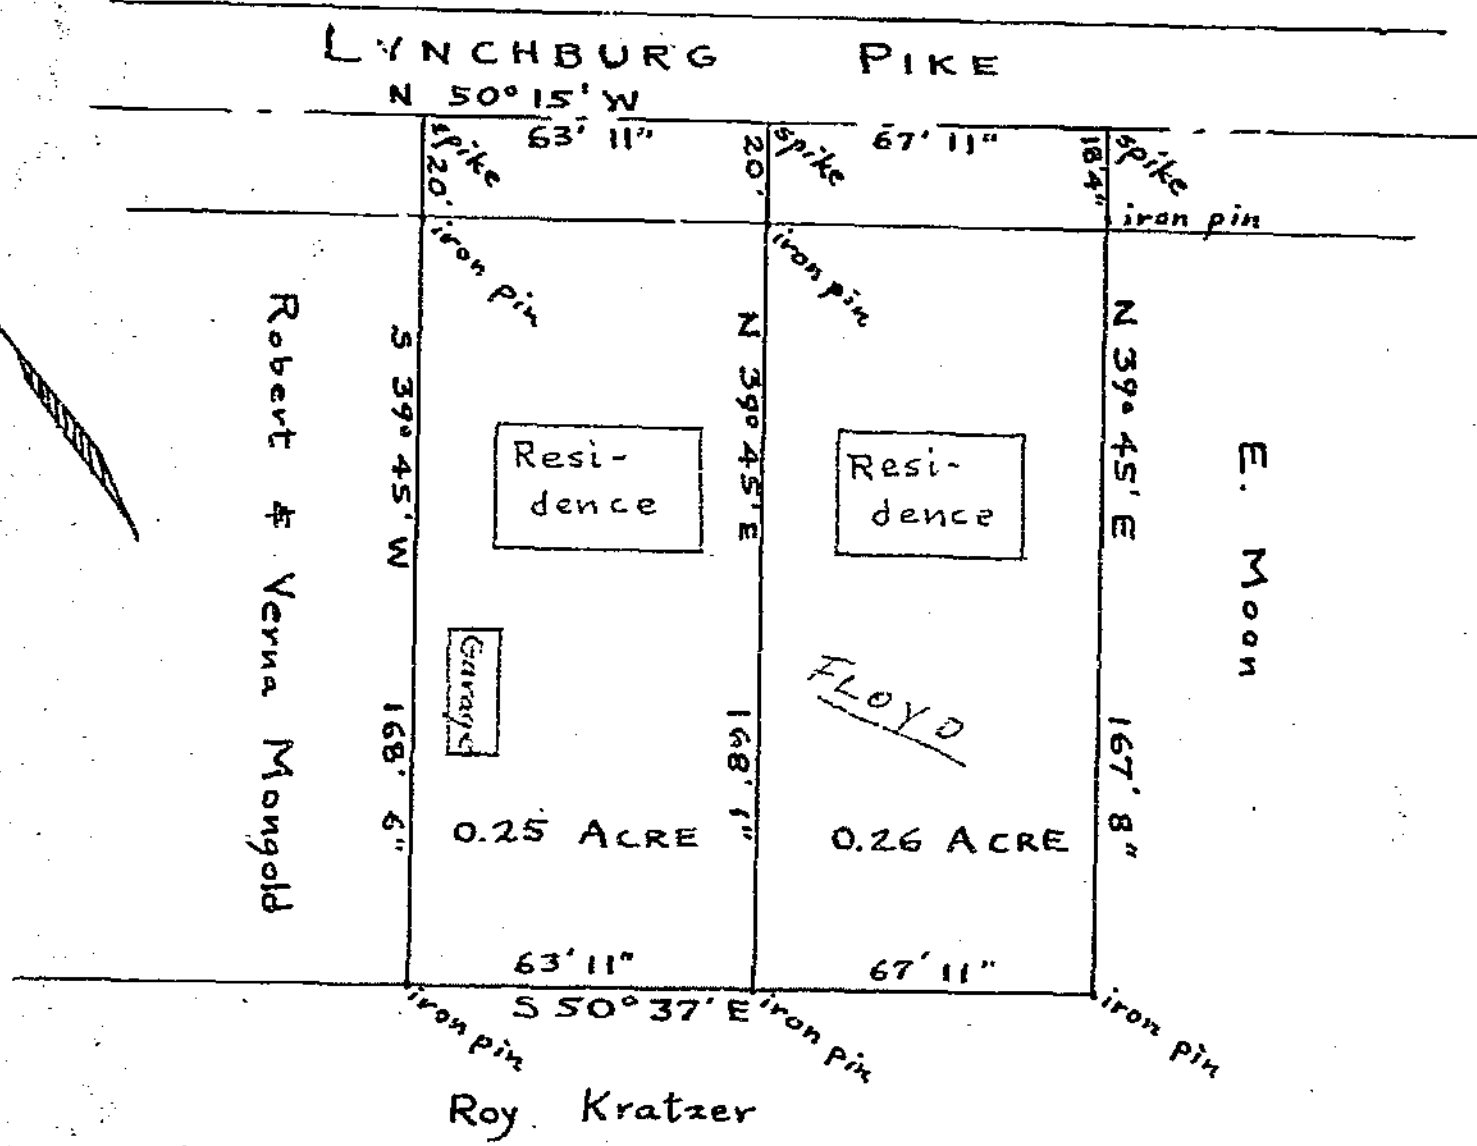 LYNCHBURG PIKE
N 50° 15' W
63' 11"
67' 11"
spike
20'
spike
20'
spike
18'4"
iron pin
iron pin
iron pin
Robert & Verna Mongold
S 39° 45' W
168' 6"
N 39° 45' E
168' 1"
N 39° 45' E
167' 8"
E. Moon
Resi-
dence
Resi-
dence
Garage
FLOYD
0.25 ACRE
0.26 ACRE
63' 11"
67' 11"
S 50° 37' E
iron pin
iron pin
iron pin
Roy Kratzer